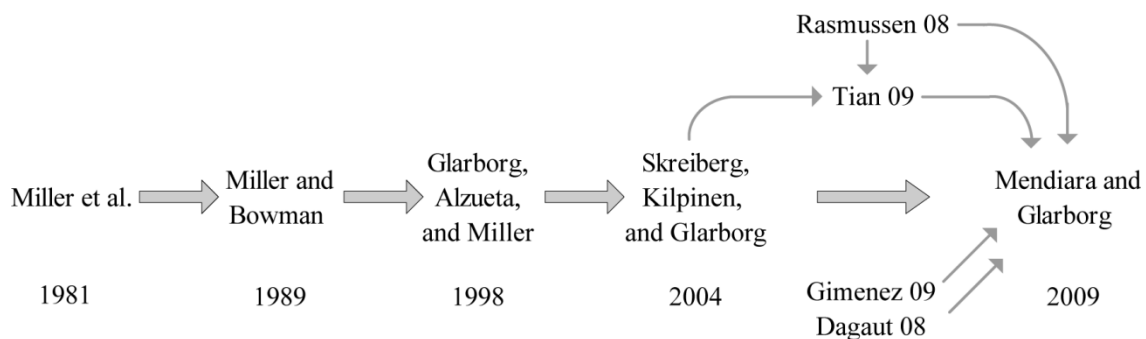 Rasmussen 08
Tian 09
Miller et al.
Miller and
Bowman
Glarborg,
Alzueta,
and Miller
Skreiberg,
Kilpinen,
and Glarborg
Mendiara and
Glarborg
1981
1989
1998
2004
Gimenez 09
Dagaut 08
2009